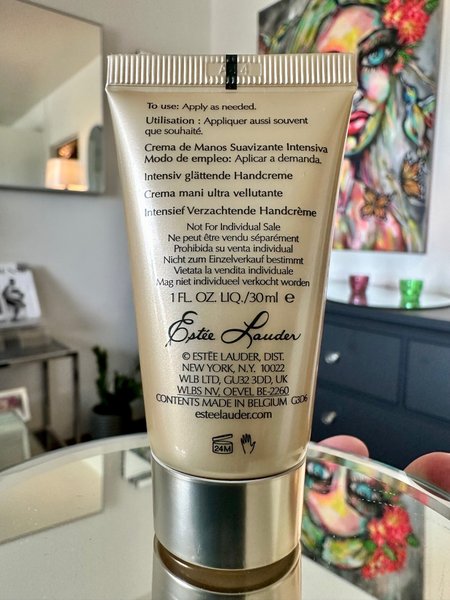 To use: Apply as needed.
Utilisation : Appliquer aussi souvent
que souhaité.
Crema de Manos Suavizante Intensiva
Modo de empleo: Aplicar a demanda.
Intensiv glättende Handcreme
Crema mani ultra vellutante
Intensief Verzachtende Handcrème
Not For Individual Sale
Ne peut être vendu séparément
Prohibida su venta individual
Nicht zum Einzelverkauf bestimmt
Vietata la vendita individuale
Mag niet individueel verkocht worden
1 FL. OZ. LIQ./30 ml ℮
Estée Lauder
© ESTÉE LAUDER, DIST.
NEW YORK, N.Y. 10022
WLB LTD, GU32 3DD, UK
WLBS NV, OEVEL BE-2260
CONTENTS MADE IN BELGIUM G3D6
esteelauder.com
24M